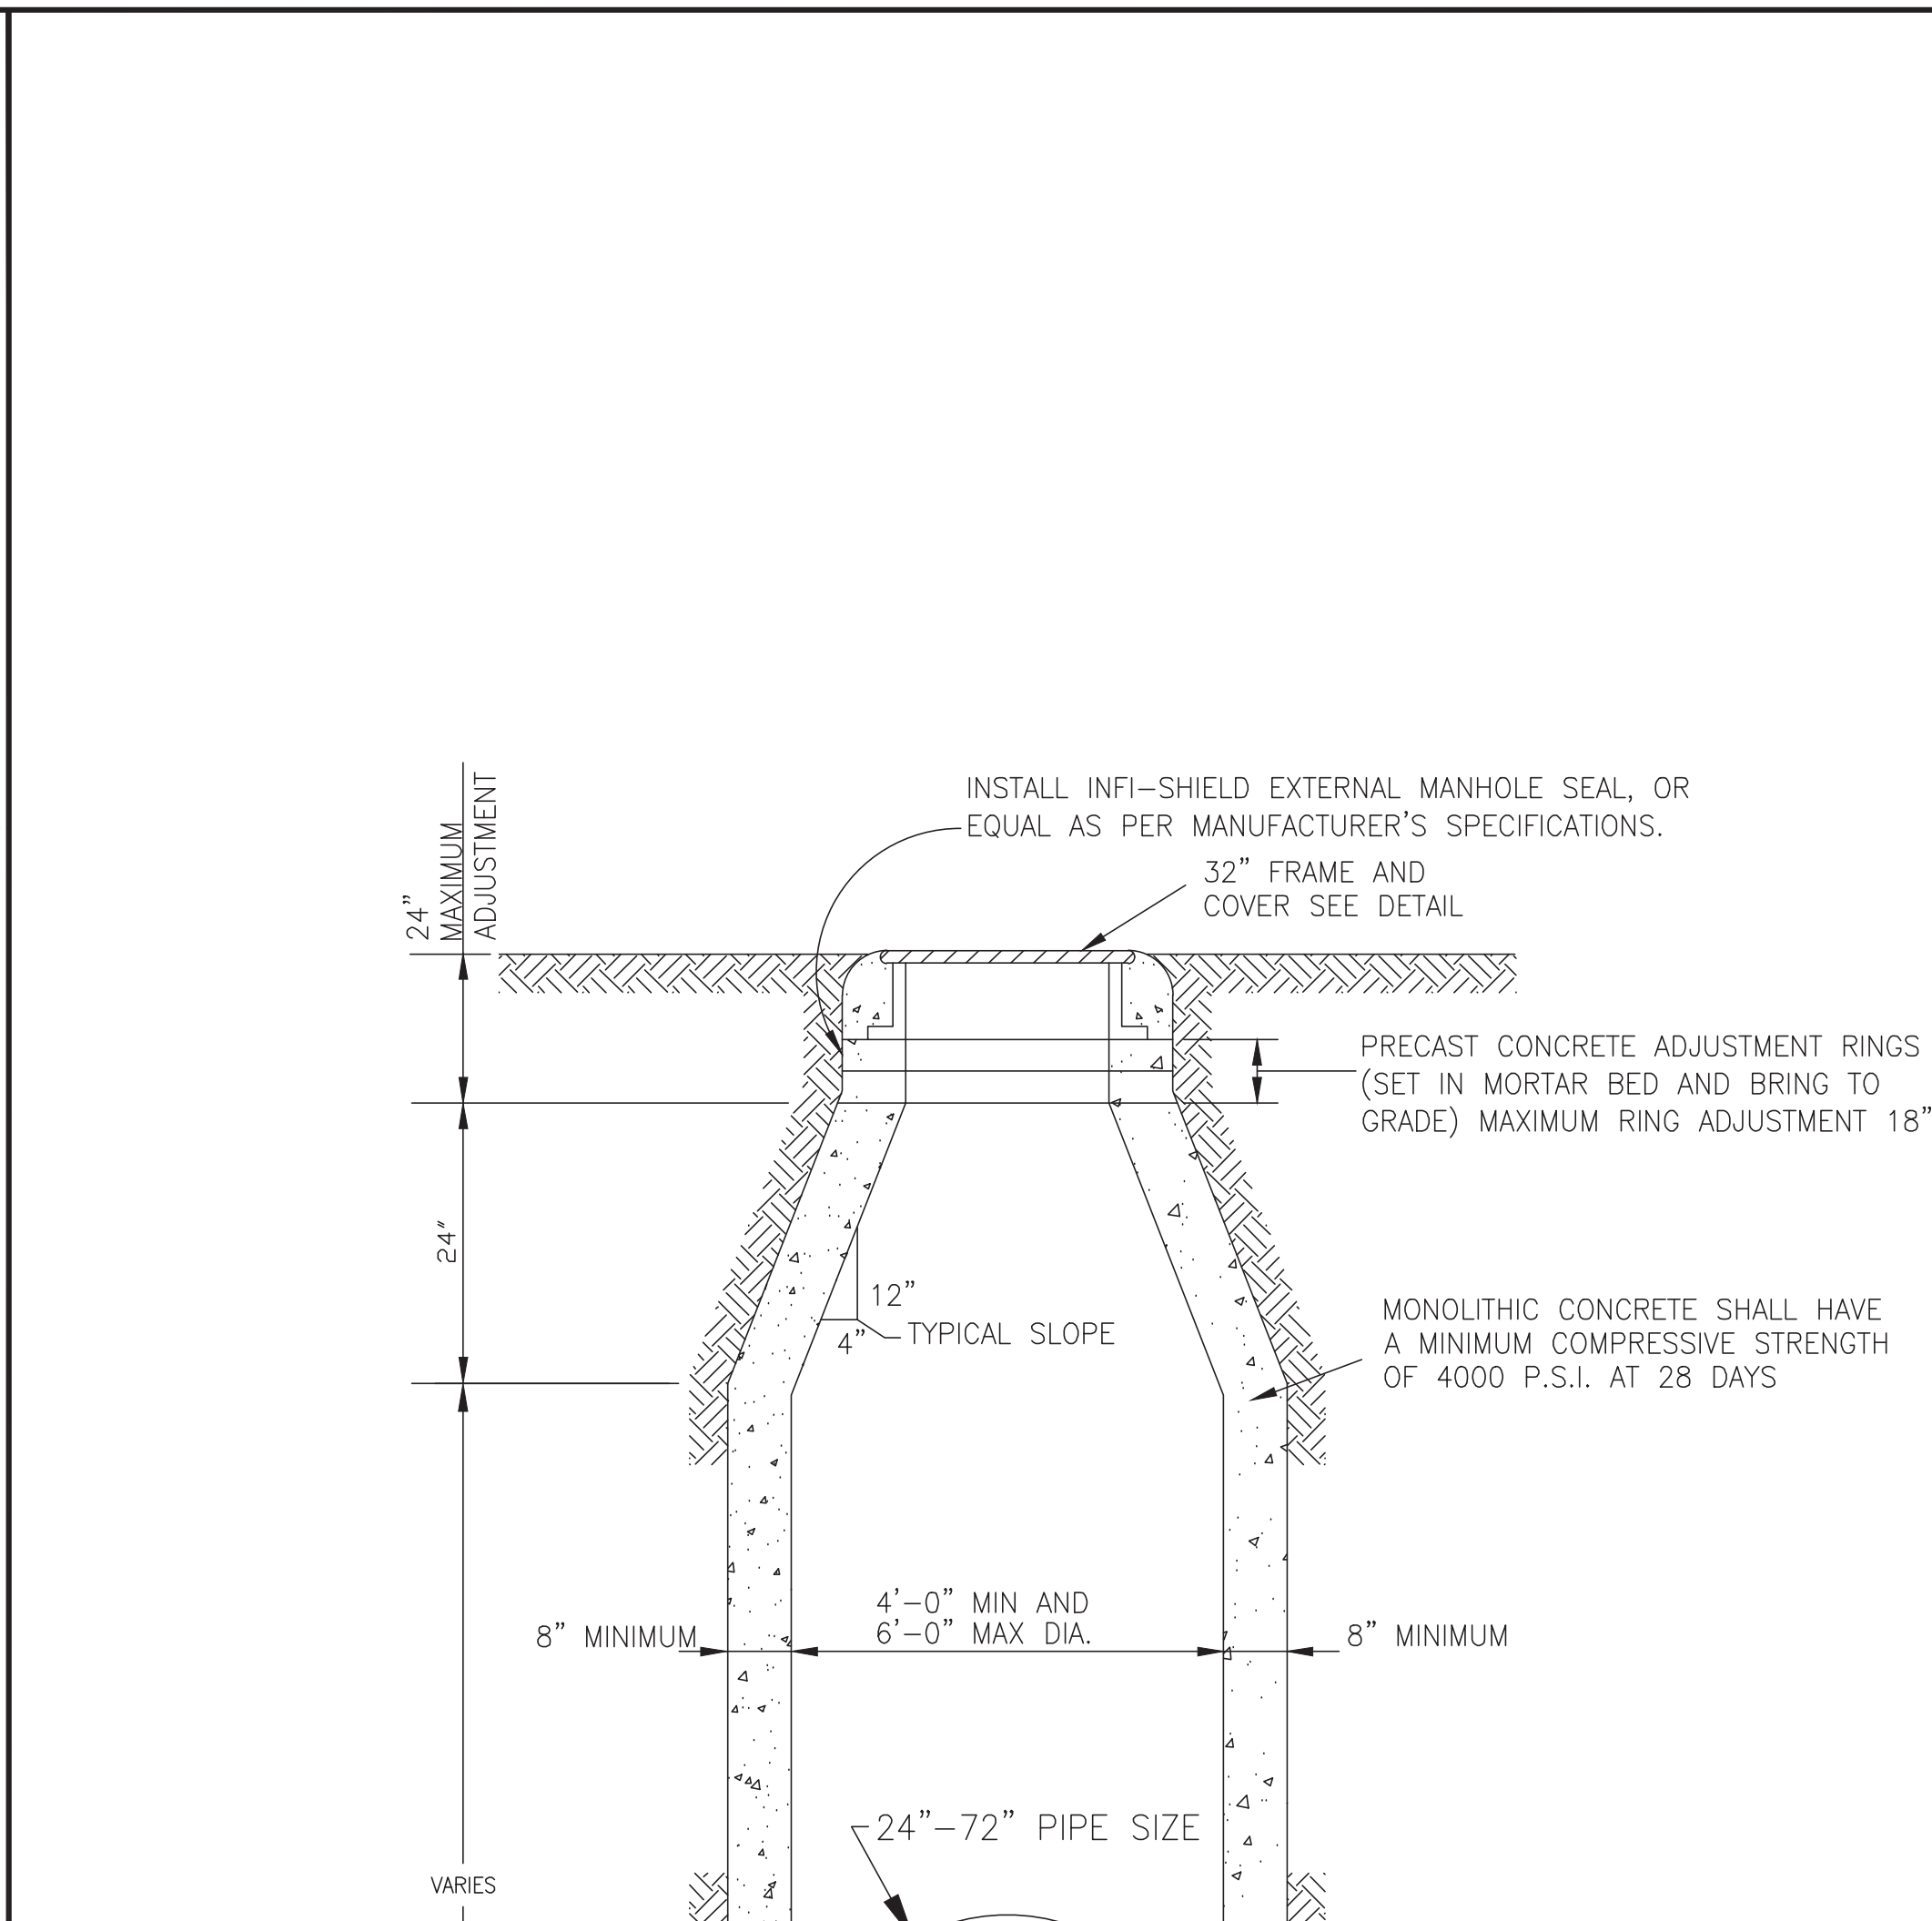 24”
MAXIMUM
ADJUSTMENT
INSTALL INFI–SHIELD EXTERNAL MANHOLE SEAL, OR
EQUAL AS PER MANUFACTURER’S SPECIFICATIONS.
32” FRAME AND
COVER SEE DETAIL
PRECAST CONCRETE ADJUSTMENT RINGS
(SET IN MORTAR BED AND BRING TO
GRADE) MAXIMUM RING ADJUSTMENT 18”
24”
12”
4”
TYPICAL SLOPE
MONOLITHIC CONCRETE SHALL HAVE
A MINIMUM COMPRESSIVE STRENGTH
OF 4000 P.S.I. AT 28 DAYS
8” MINIMUM
4’–0” MIN AND
6’–0” MAX DIA.
8” MINIMUM
24”–72” PIPE SIZE
VARIES